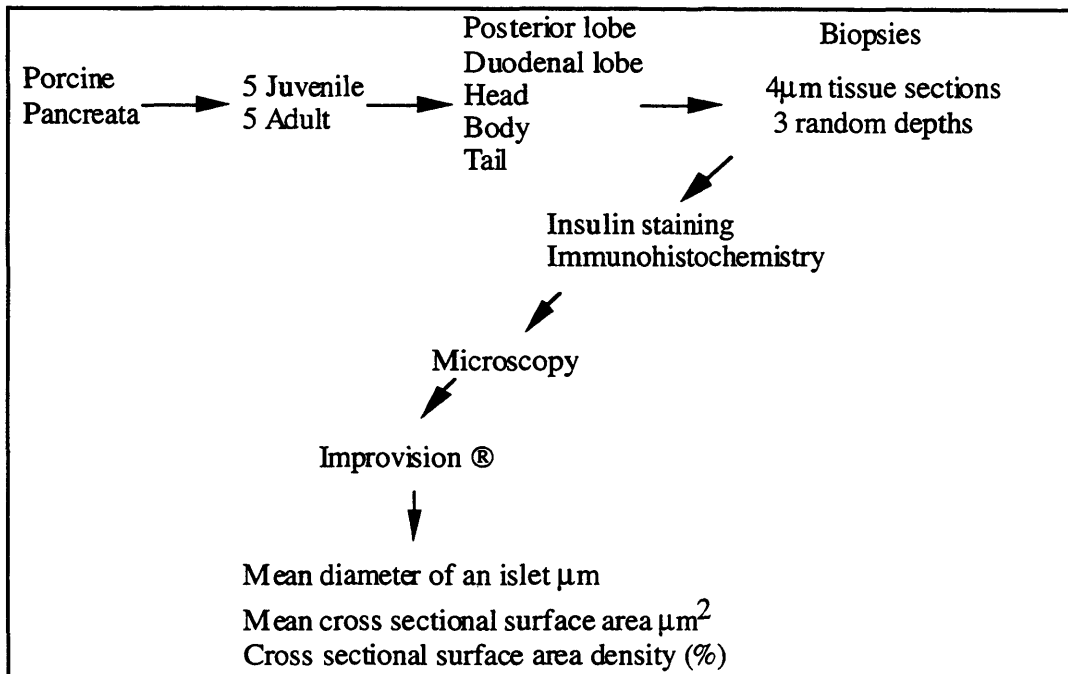 Porcine
Pancreata
5 Juvenile
5 Adult
Posterior lobe
Duodenal lobe
Head
Body
Tail
Biopsies
4µm tissue sections
3 random depths
Insulin staining
Immunohistochemistry
Microscopy
Improvision ®
Mean diameter of an islet µm
Mean cross sectional surface area µm²
Cross sectional surface area density (%)